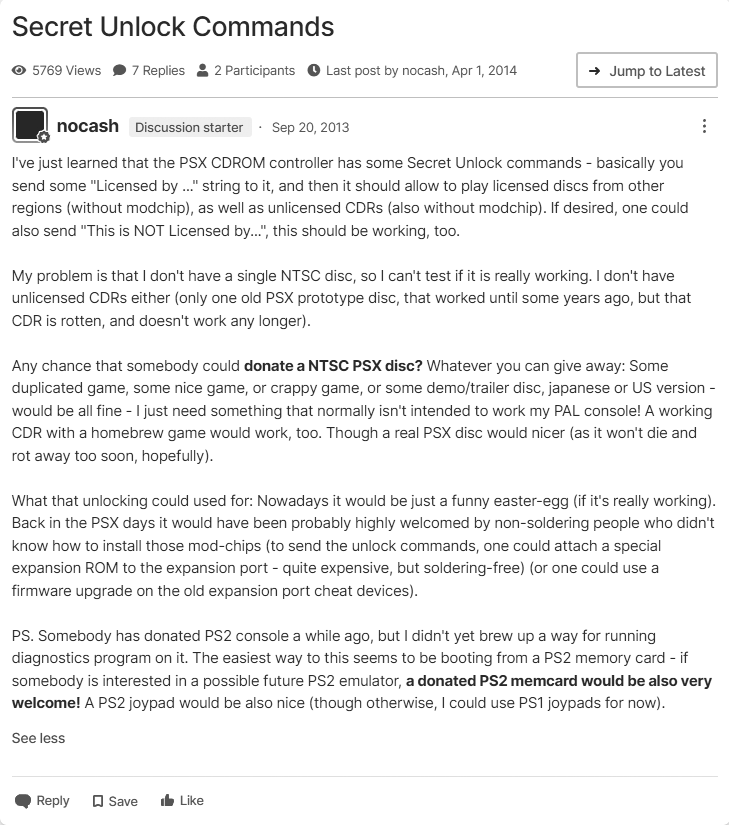 Secret Unlock Commands
5769 Views 7 Replies 2 Participants Last post by nocash, Apr 1, 2014
Jump to Latest
nocash Discussion starter · Sep 20, 2013
I've just learned that the PSX CDROM controller has some Secret Unlock commands - basically you
send some "Licensed by ..." string to it, and then it should allow to play licensed discs from other
regions (without modchip), as well as unlicensed CDRs (also without modchip). If desired, one could
also send "This is NOT Licensed by...", this should be working, too.
My problem is that I don't have a single NTSC disc, so I can't test if it is really working. I don't have
unlicensed CDRs either (only one old PSX prototype disc, that worked until some years ago, but that
CDR is rotten, and doesn't work any longer).
Any chance that somebody could donate a NTSC PSX disc? Whatever you can give away: Some
duplicated game, some nice game, or crappy game, or some demo/trailer disc, japanese or US version -
would be all fine - I just need something that normally isn't intended to work my PAL console! A working
CDR with a homebrew game would work, too. Though a real PSX disc would nicer (as it won't die and
rot away too soon, hopefully).
What that unlocking could used for: Nowadays it would be just a funny easter-egg (if it's really working).
Back in the PSX days it would have been probably highly welcomed by non-soldering people who didn't
know how to install those mod-chips (to send the unlock commands, one could attach a special
expansion ROM to the expansion port - quite expensive, but soldering-free) (or one could use a
firmware upgrade on the old expansion port cheat devices).
PS. Somebody has donated PS2 console a while ago, but I didn't yet brew up a way for running
diagnostics program on it. The easiest way to this seems to be booting from a PS2 memory card - if
somebody is interested in a possible future PS2 emulator, a donated PS2 memcard would be also very
welcome! A PS2 joypad would be also nice (though otherwise, I could use PS1 joypads for now).
See less
Reply Save Like